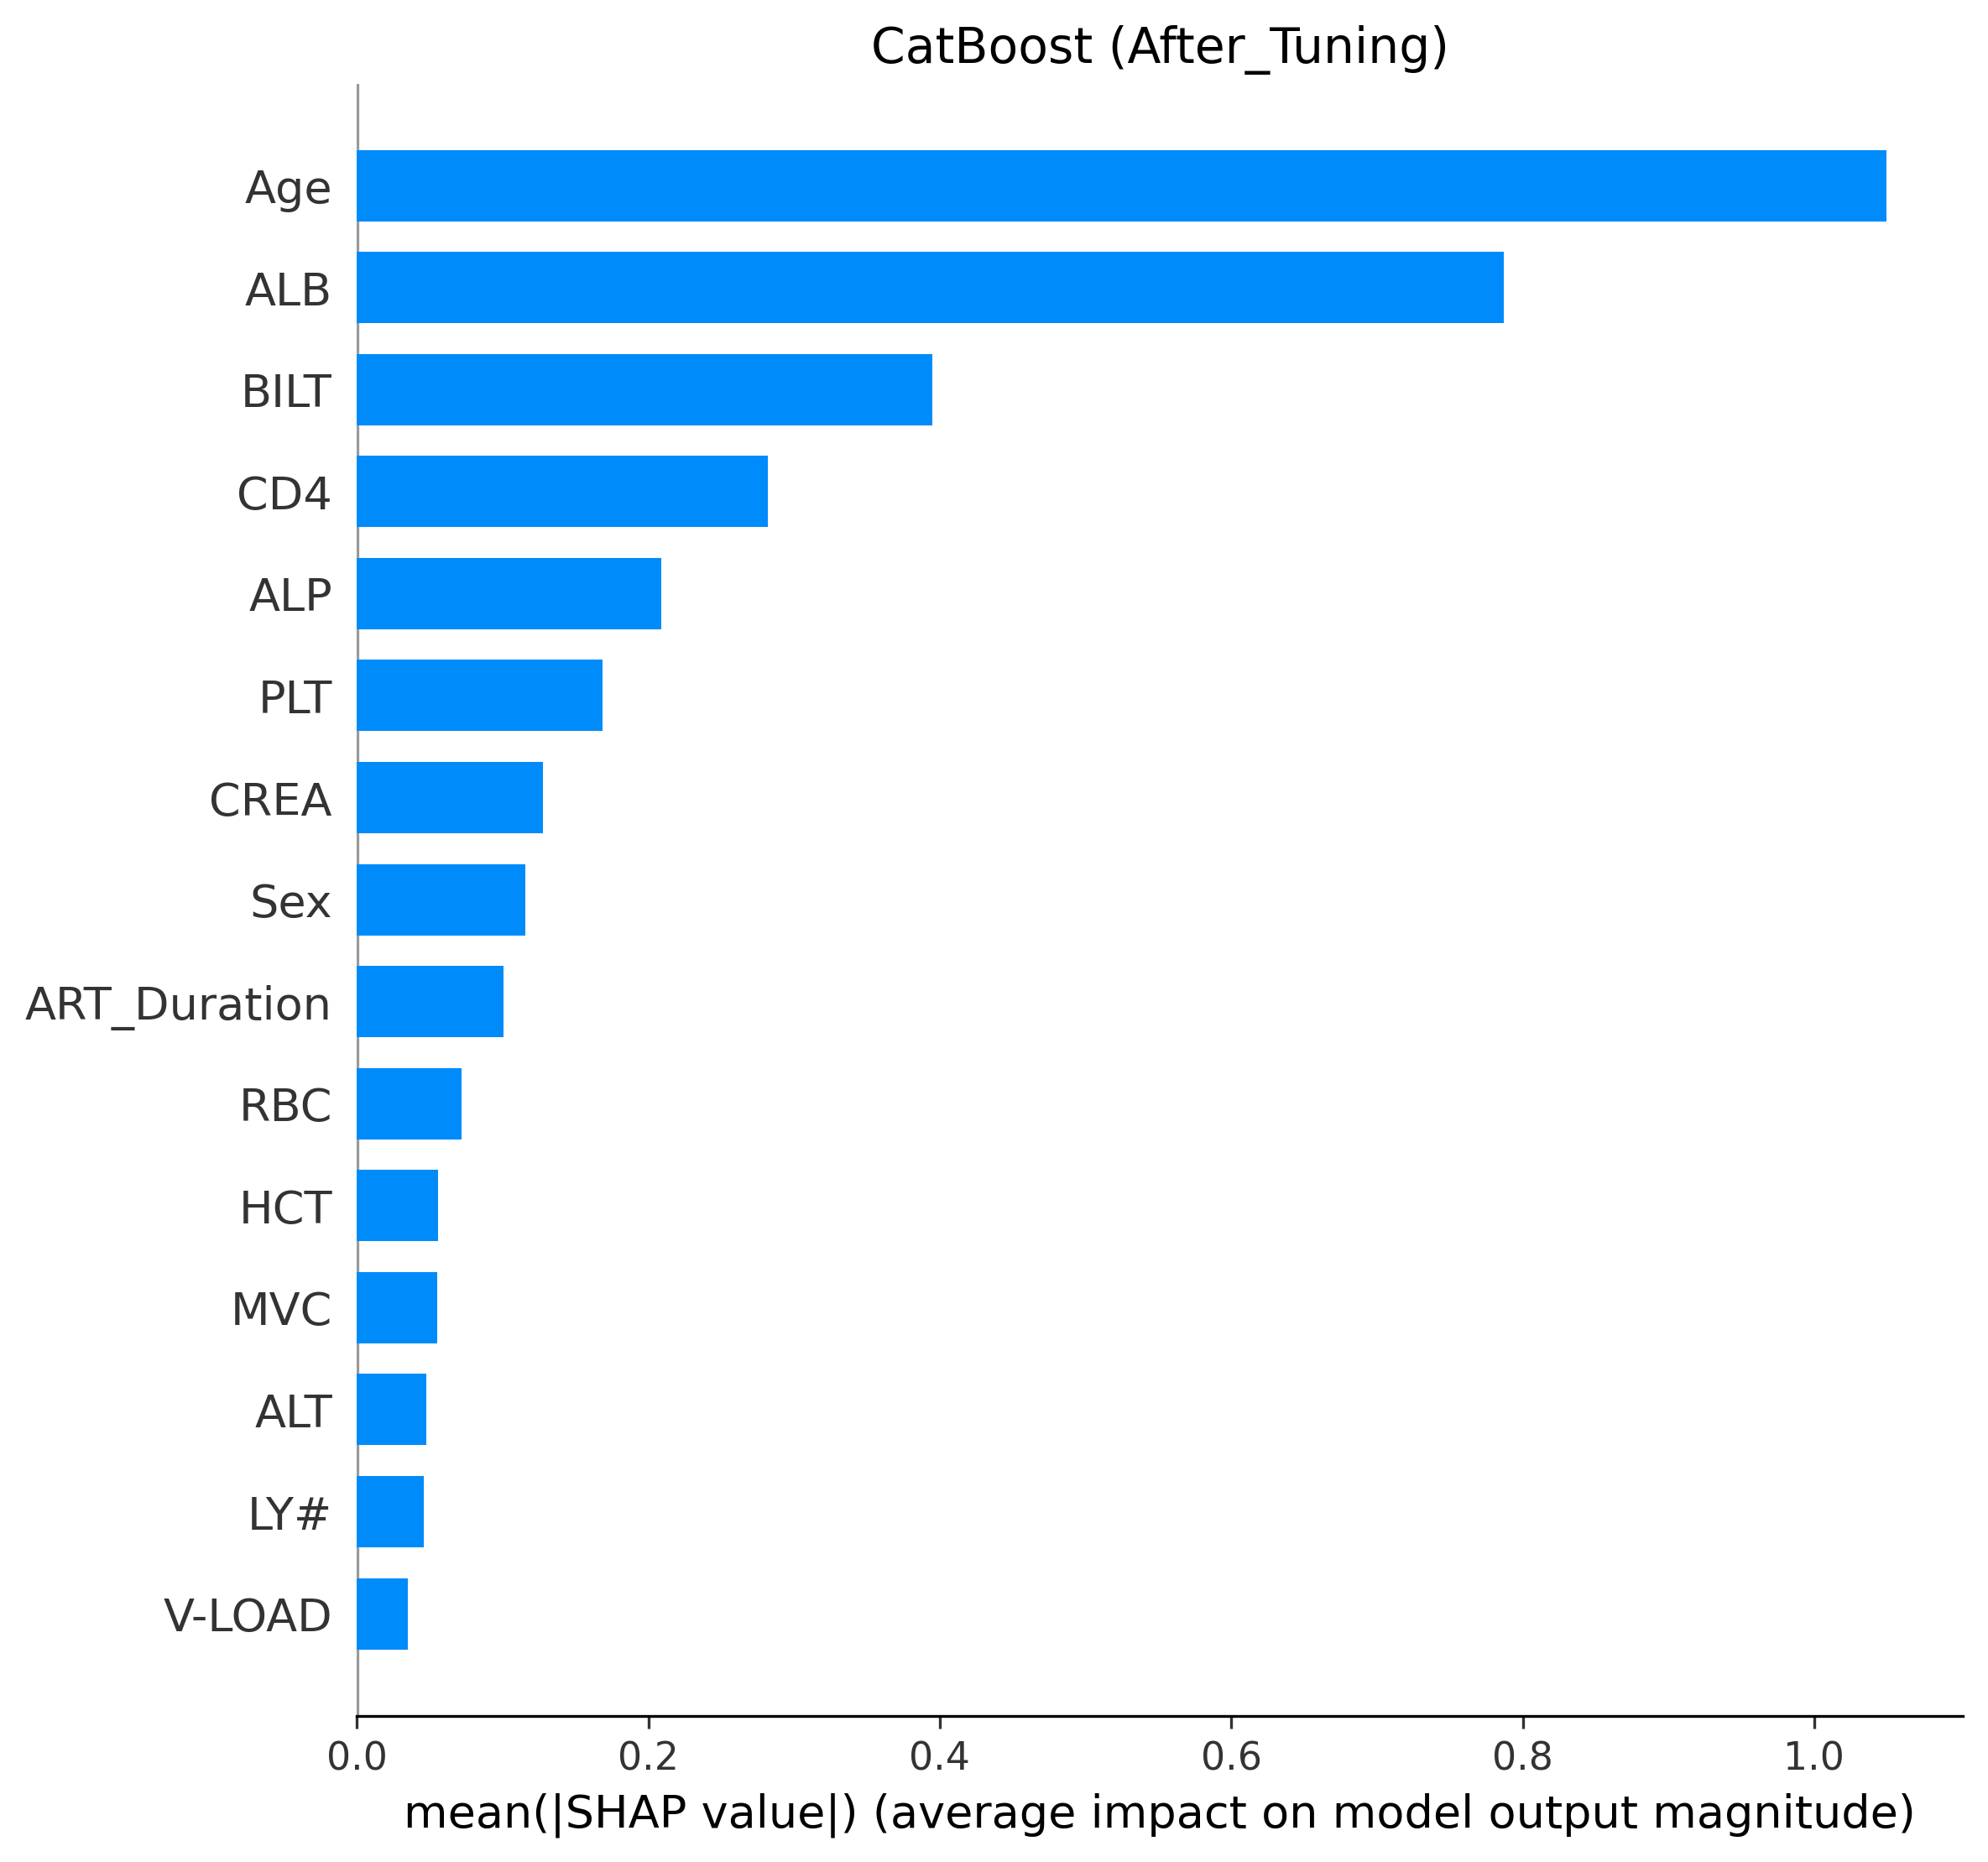 CatBoost (After_Tuning)
Age
ALB
BILT
CD4
ALP
PLT
CREA
Sex
ART_Duration
RBC
HCT
MVC
ALT
LY#
V-LOAD
0.0 0.2 0.4 0.6 0.8 1.0
mean(|SHAP value|) (average impact on model output magnitude)